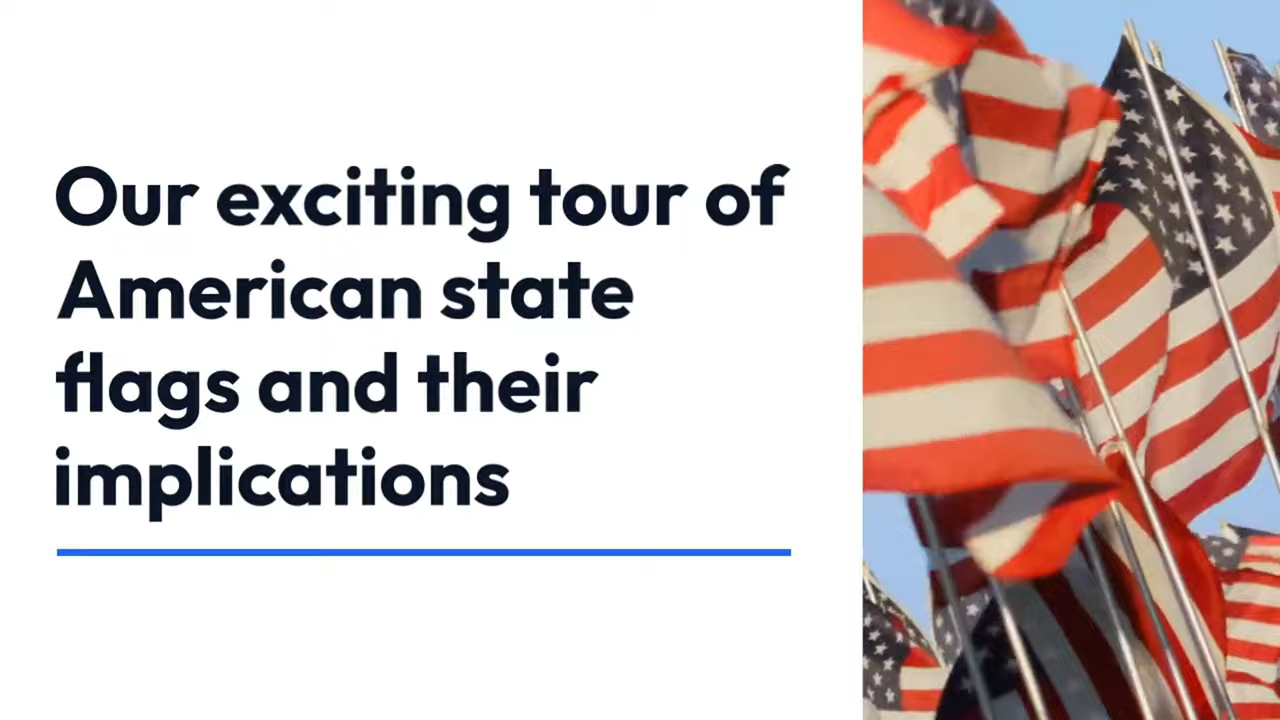 Our exciting tour of
American state
flags and their
implications